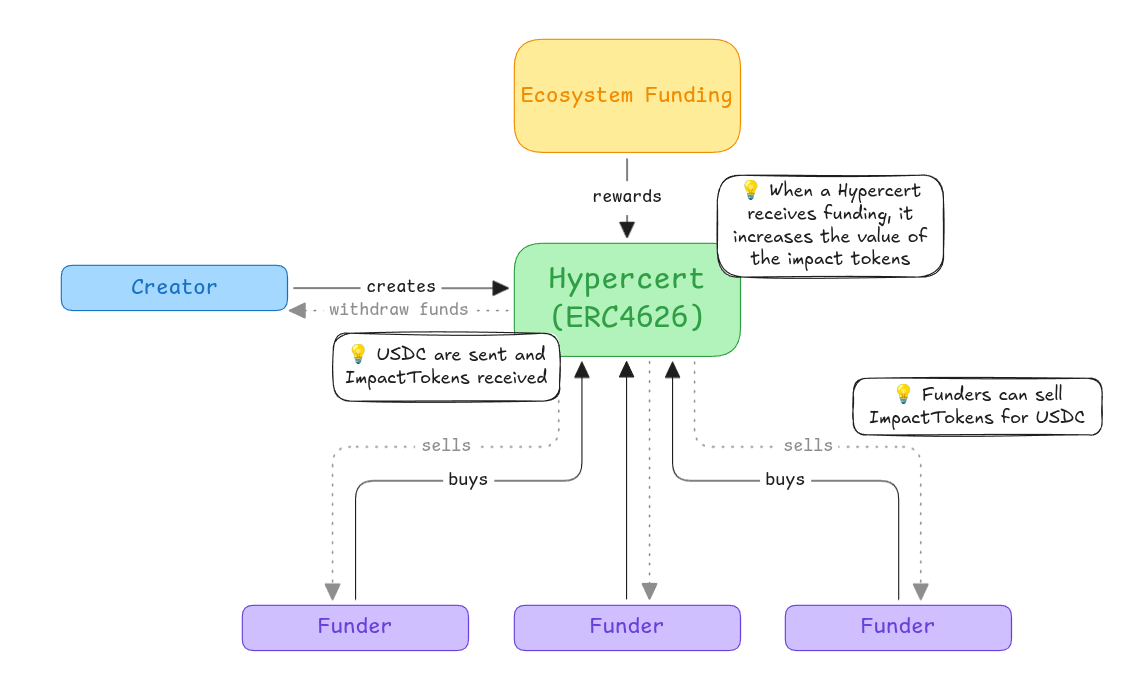 Ecosystem Funding
rewards
💡 When a Hypercert
receives funding, it
increases the value of
the impact tokens
Hypercert
(ERC4626)
Creator
creates
withdraw funds
💡 USDC are sent and
ImpactTokens received
💡 Funders can sell
ImpactTokens for USDC
sells
sells
buys
buys
Funder
Funder
Funder